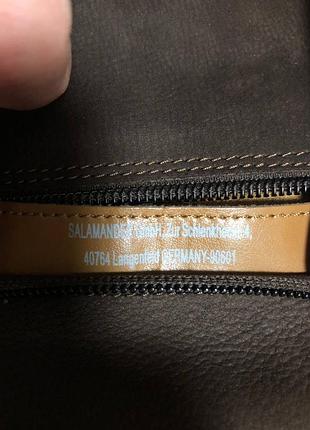 SALAMANDER GmbH, Zur Schlenkhecke 4,
40764 Langenfeld GERMANY-90601